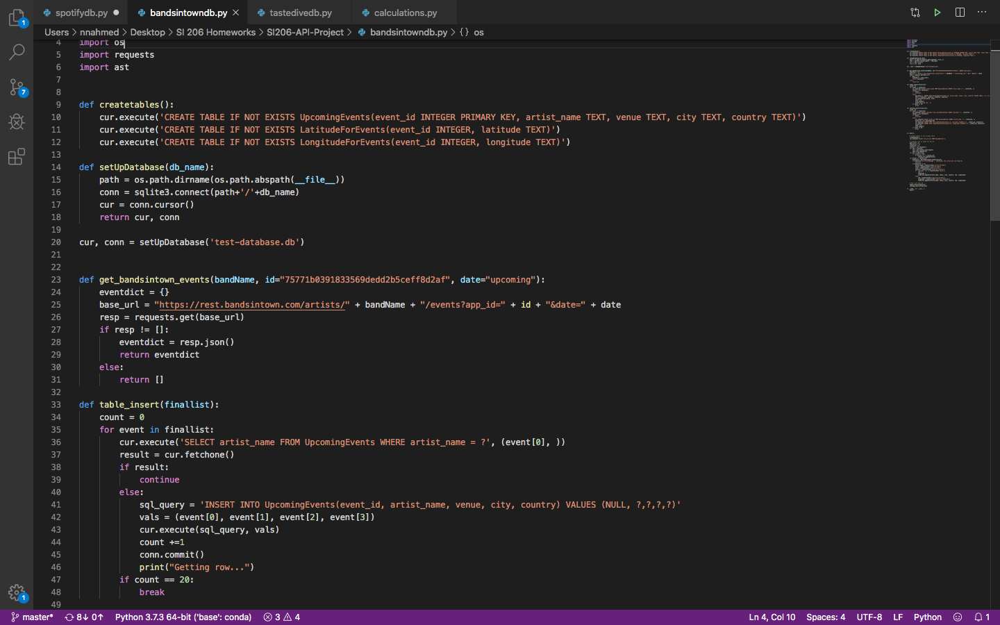 spotifydb.py
bandsintowndb.py
tastedivedb.py
calculations.py
Users > nnahmed > Desktop > SI 206 Homeworks > SI206-API-Project > bandsintowndb.py > {} os
1
7
1
4 import os
5 import requests
6 import ast
7
8
9 def createtables():
10     cur.execute('CREATE TABLE IF NOT EXISTS UpcomingEvents(event_id INTEGER PRIMARY KEY, artist_name TEXT, venue TEXT, city TEXT, country TEXT)')
11     cur.execute('CREATE TABLE IF NOT EXISTS LatitudeForEvents(event_id INTEGER, latitude TEXT)')
12     cur.execute('CREATE TABLE IF NOT EXISTS LongitudeForEvents(event_id INTEGER, longitude TEXT)')
13
14 def setUpDatabase(db_name):
15     path = os.path.dirname(os.path.abspath(__file__))
16     conn = sqlite3.connect(path+'/'+db_name)
17     cur = conn.cursor()
18     return cur, conn
19
20 cur, conn = setUpDatabase('test-database.db')
21
22
23 def get_bandsintown_events(bandName, id="75771b0391833569dedd2b5ceff8d2af", date="upcoming"):
24     eventdict = {}
25     base_url = "https://rest.bandsintown.com/artists/" + bandName + "/events?app_id=" + id + "&date=" + date
26     resp = requests.get(base_url)
27     if resp != []:
28         eventdict = resp.json()
29         return eventdict
30     else:
31         return []
32
33 def table_insert(finallist):
34     count = 0
35     for event in finallist:
36         cur.execute('SELECT artist_name FROM UpcomingEvents WHERE artist_name = ?', (event[0], ))
37         result = cur.fetchone()
38         if result:
39             continue
40         else:
41             sql_query = 'INSERT INTO UpcomingEvents(event_id, artist_name, venue, city, country) VALUES (NULL, ?,?,?,?)'
42             vals = (event[0], event[1], event[2], event[3])
43             cur.execute(sql_query, vals)
44             count +=1
45             conn.commit()
46             print("Getting row...")
47         if count == 20:
48             break
49
master* 8↓ 0↑ Python 3.7.3 64-bit ('base': conda) 3 4 Ln 4, Col 10 Spaces: 4 UTF-8 LF Python 1